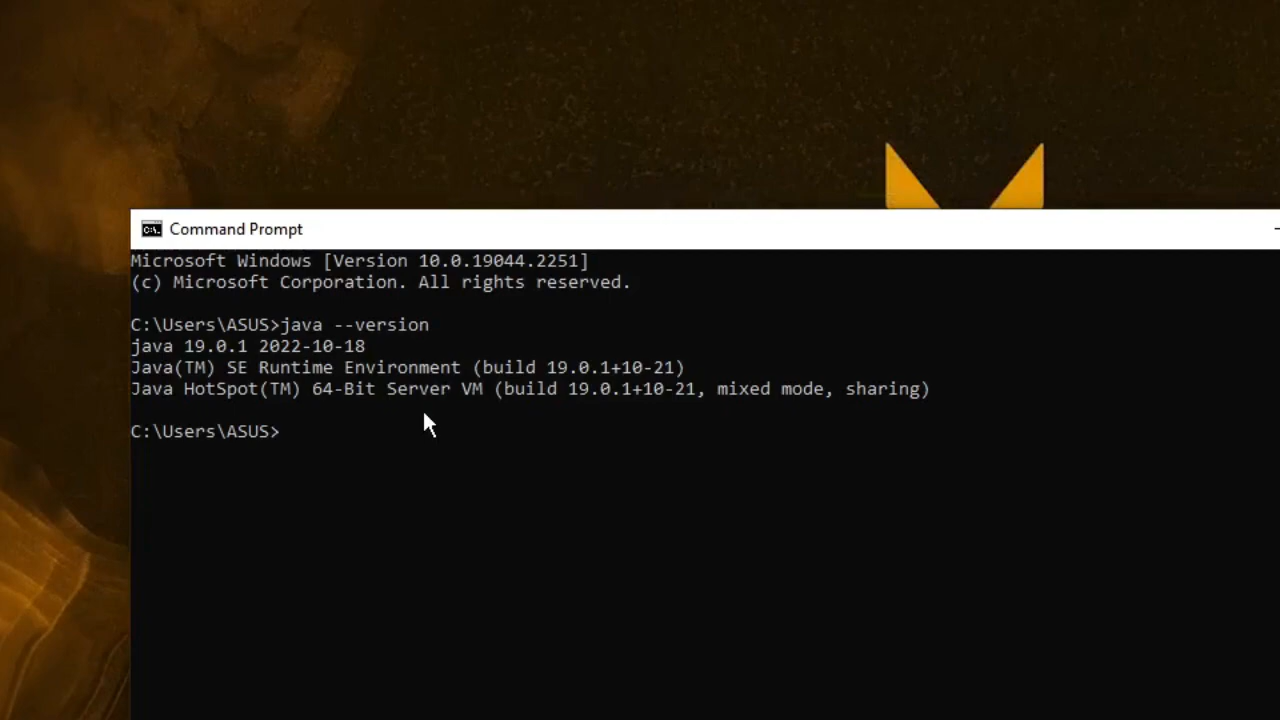 Command Prompt
Microsoft Windows [Version 10.0.19044.2251]
(c) Microsoft Corporation. All rights reserved.
C:\Users\ASUS>java --version
java 19.0.1 2022-10-18
Java(TM) SE Runtime Environment (build 19.0.1+10-21)
Java HotSpot(TM) 64-Bit Server VM (build 19.0.1+10-21, mixed mode, sharing)
C:\Users\ASUS>